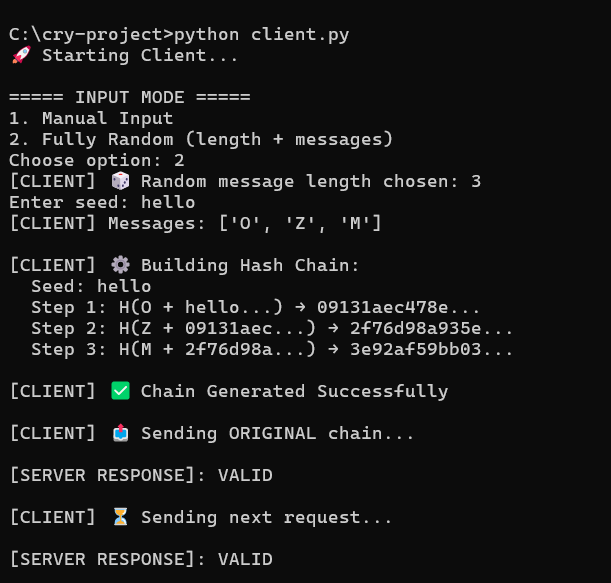 C:\cry-project>python client.py
🚀 Starting Client...
===== INPUT MODE =====
1. Manual Input
2. Fully Random (length + messages)
Choose option: 2
[CLIENT] 🎲 Random message length chosen: 3
Enter seed: hello
[CLIENT] Messages: ['O', 'Z', 'M']
[CLIENT] ⚙️ Building Hash Chain:
Seed: hello
Step 1: H(O + hello...) → 09131aec478e...
Step 2: H(Z + 09131aec...) → 2f76d98a935e...
Step 3: H(M + 2f76d98a...) → 3e92af59bb03...
[CLIENT] ✅ Chain Generated Successfully
[CLIENT] 📤 Sending ORIGINAL chain...
[SERVER RESPONSE]: VALID
[CLIENT] ⏳ Sending next request...
[SERVER RESPONSE]: VALID